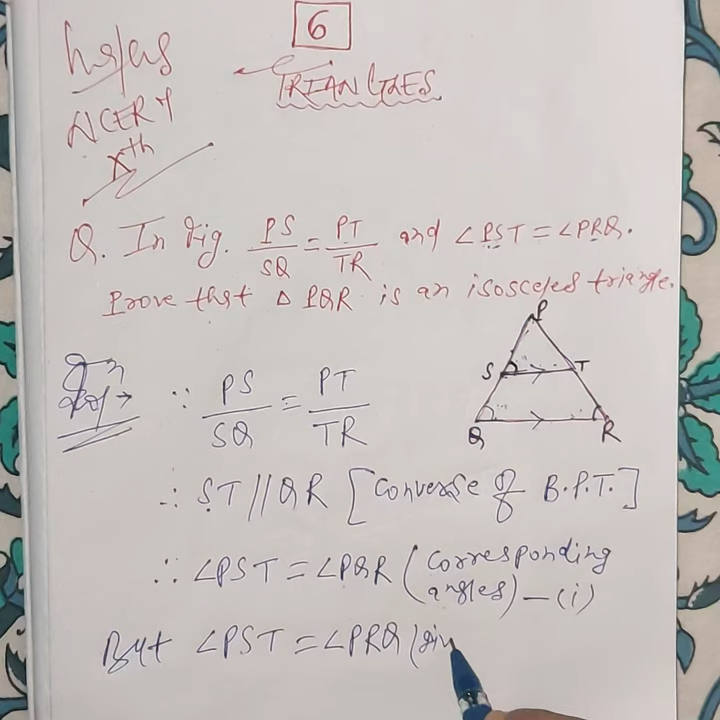 6
TRIANGLES
NCERT
Xth
Q. In Fig. PS/SQ = PT/TR and ∠PST = ∠PRQ.
Prove that △ PQR is an isosceles triangle.
P
S T
Q R
∵ PS/SQ = PT/TR
∴ ST || QR [Converse of B.P.T.]
∴ ∠PST = ∠PQR (Corresponding
angles) — (i)
But ∠PST = ∠PRQ (giv